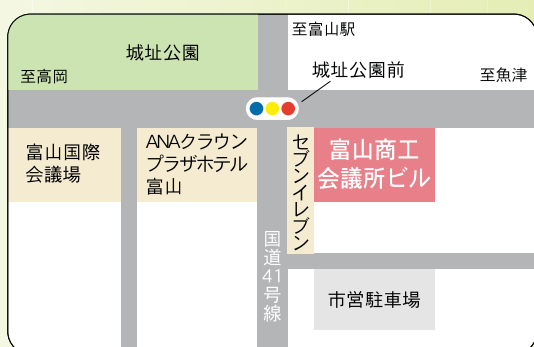 至富山駅
城址公園
城址公園前
至高岡
至魚津
富山国際
会議場
ANAクラウン
プラザホテル
富山
セブンイレブン
富山商工
会議所ビル
国道41号線
市営駐車場